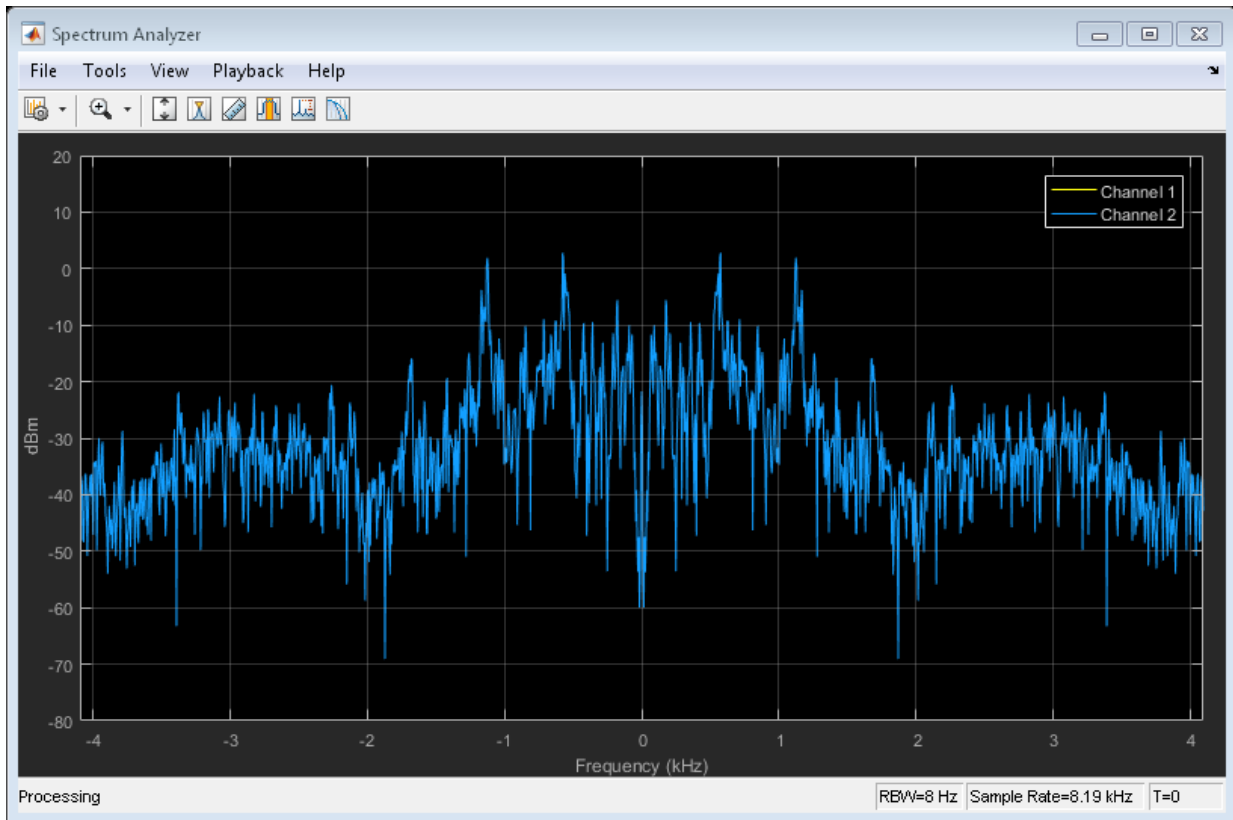 Spectrum Analyzer
File Tools View Playback Help
20
10
0
-10
-20
-30
-40
-50
-60
-70
-80
dBm
Channel 1
Channel 2
-4 -3 -2 -1 0 1 2 3 4
Frequency (kHz)
Processing RBW=8 Hz Sample Rate=8.19 kHz T=0